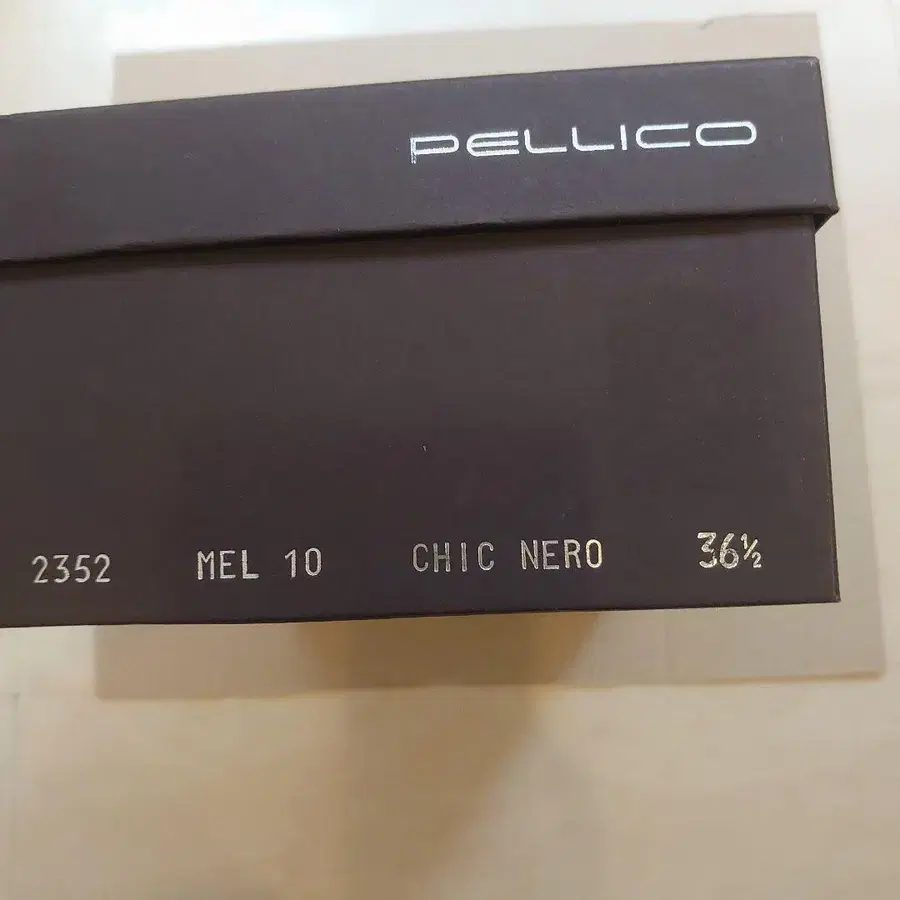 PELLICO
2352 MEL 10 CHIC NERO 36½